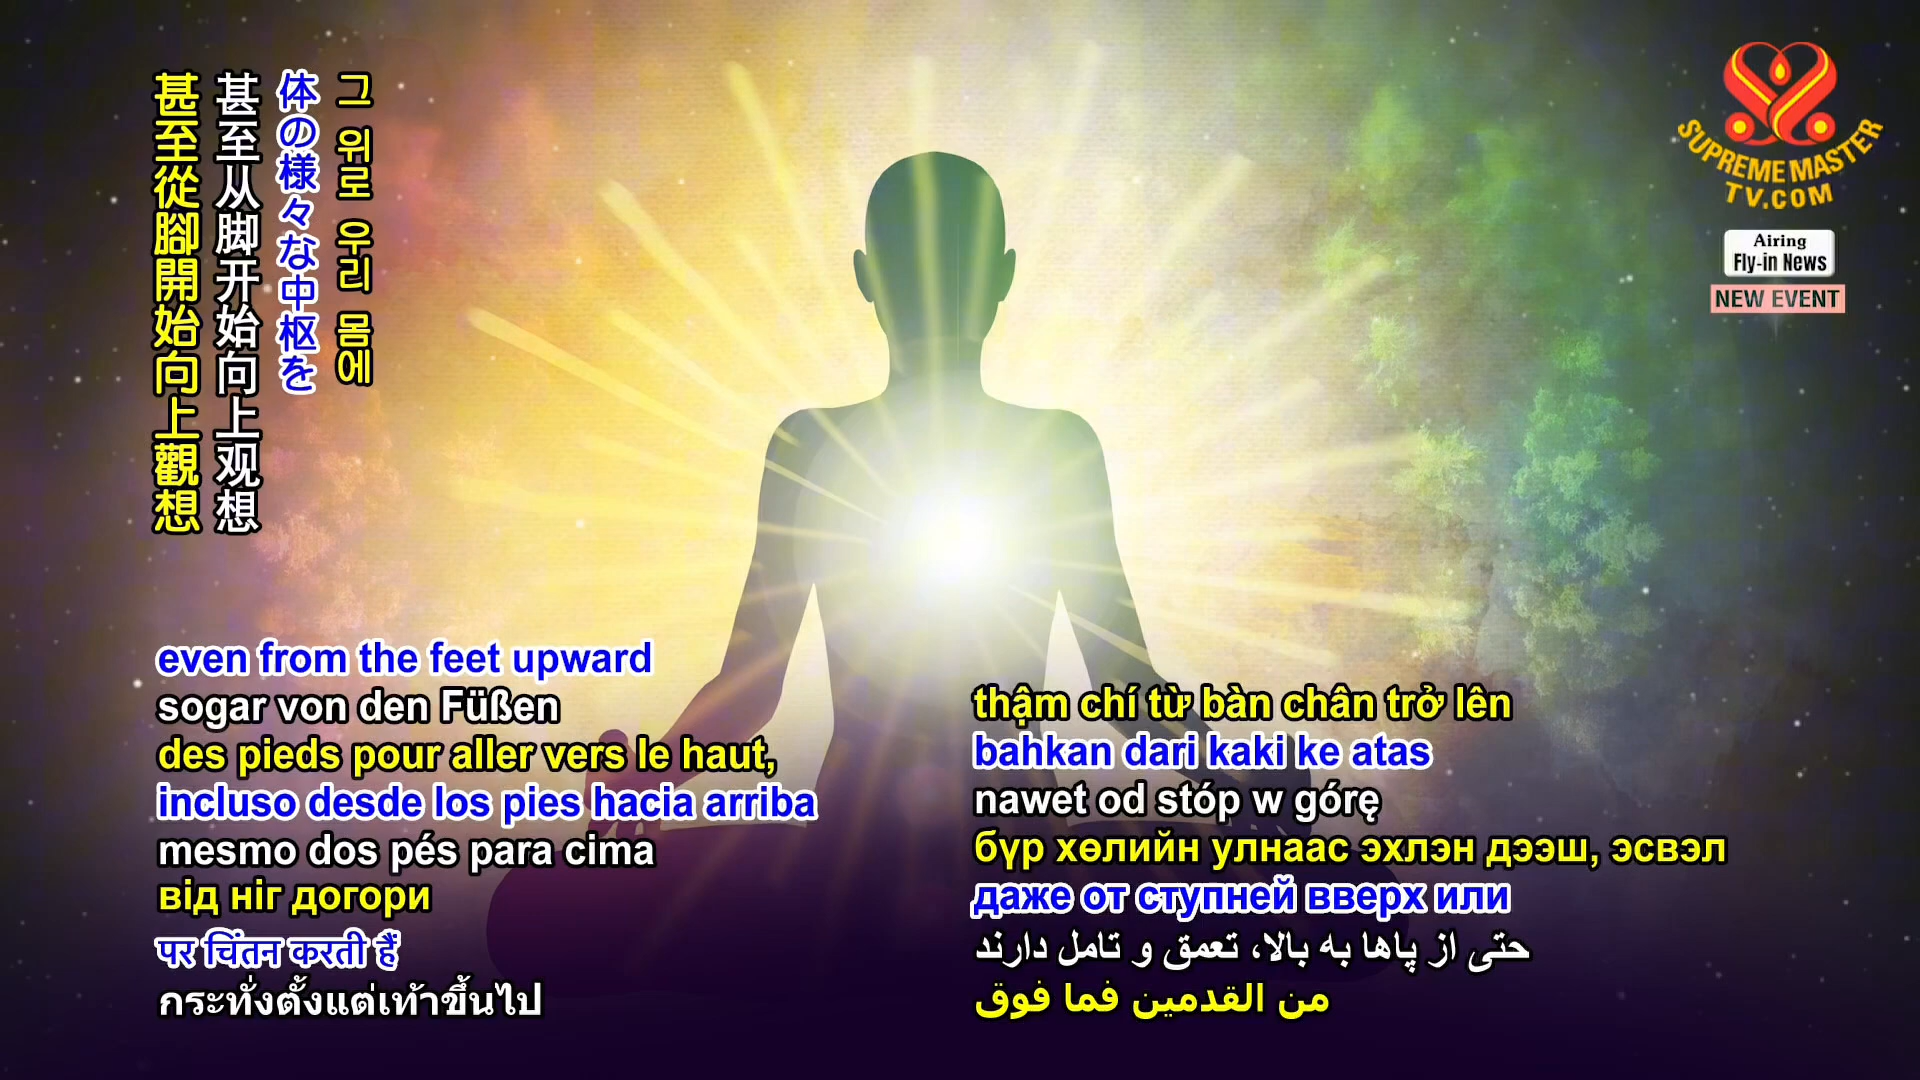 甚至從腳開始向上觀想
甚至从脚开始向上观想
体の様々な中枢を
그 위로 우리 몸에
SUPREME MASTER
TV.COM
Airing
Fly-in News
NEW EVENT
even from the feet upward
sogar von den Füßen
des pieds pour aller vers le haut,
incluso desde los pies hacia arriba
mesmo dos pés para cima
від ніг догори
पर चिंतन करती हैं
กระทั่งตั้งแต่เท้าขึ้นไป
thậm chí từ bàn chân trở lên
bahkan dari kaki ke atas
nawet od stóp w górę
бүр хөлийн улнаас эхлэн дээш, эсвэл
даже от ступней вверх или
حتی از پاها به بالا، تعمق و تامل دارند
من القدمين فما فوق